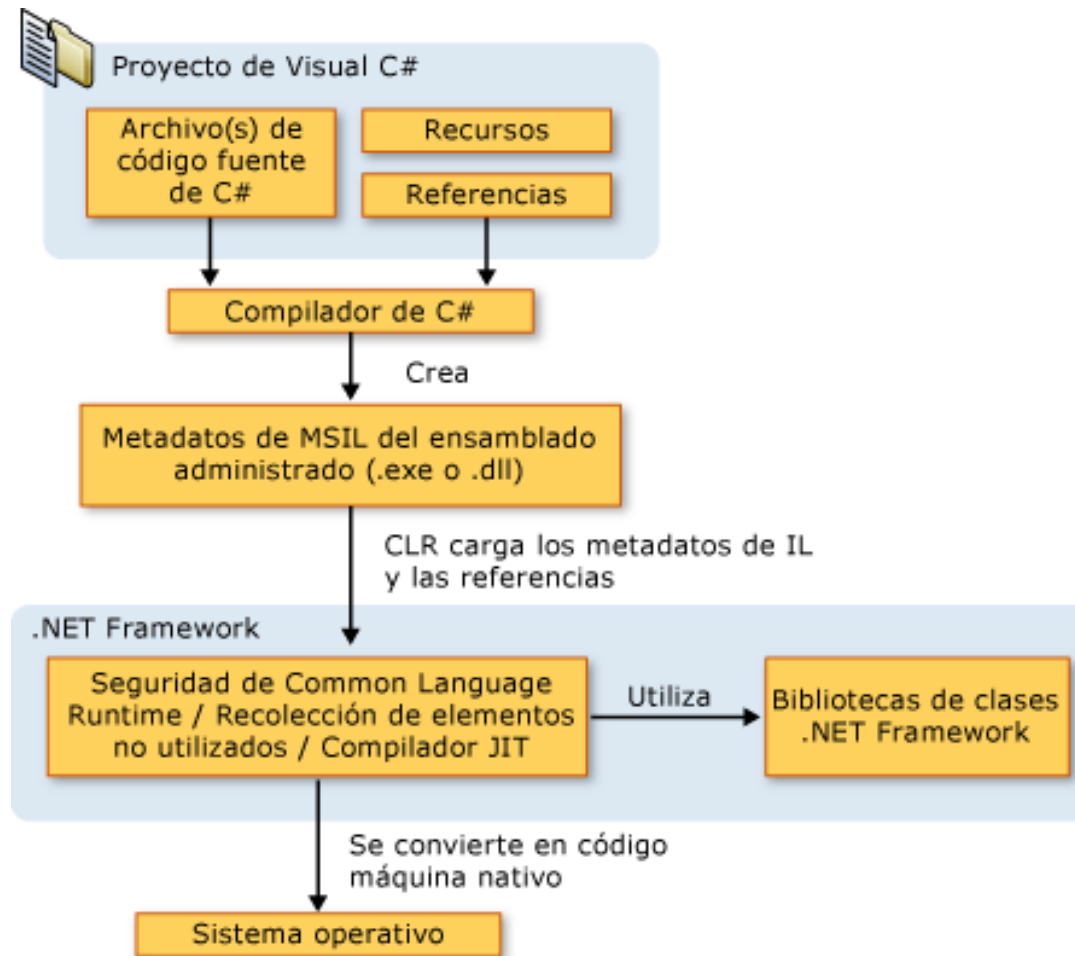 Proyecto de Visual C#
Archivo(s) de
código fuente
de C#
Recursos
Referencias
Compilador de C#
Crea
Metadatos de MSIL del ensamblado
administrado (.exe o .dll)
CLR carga los metadatos de IL
y las referencias
.NET Framework
Seguridad de Common Language
Runtime / Recolección de elementos
no utilizados / Compilador JIT
Utiliza
Bibliotecas de clases
.NET Framework
Se convierte en código
máquina nativo
Sistema operativo